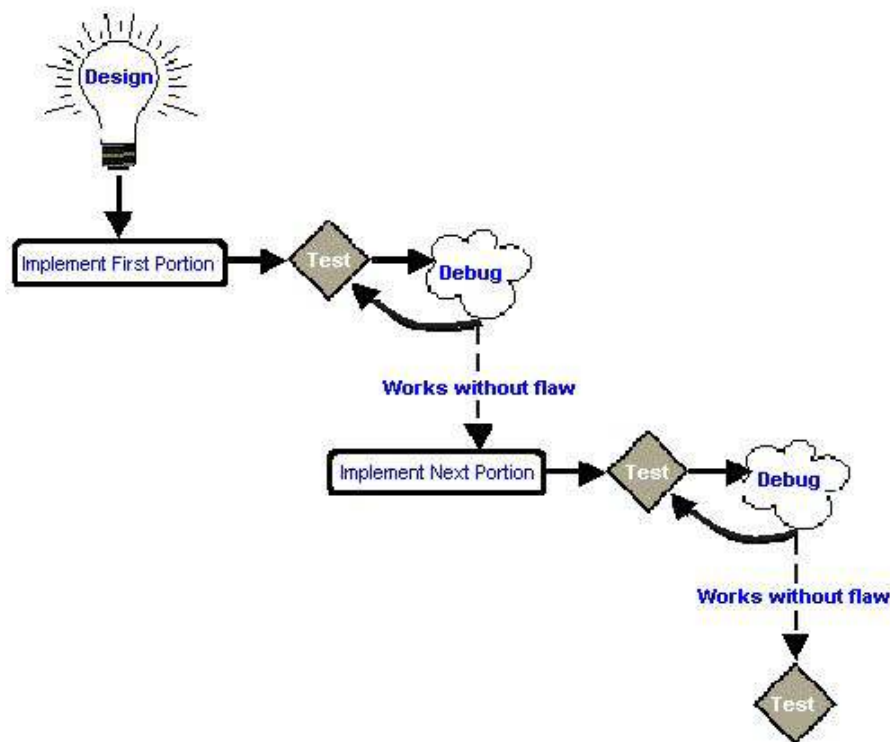 Design
Implement First Portion
Test
Debug
Works without flaw
Implement Next Portion
Test
Debug
Works without flaw
Test